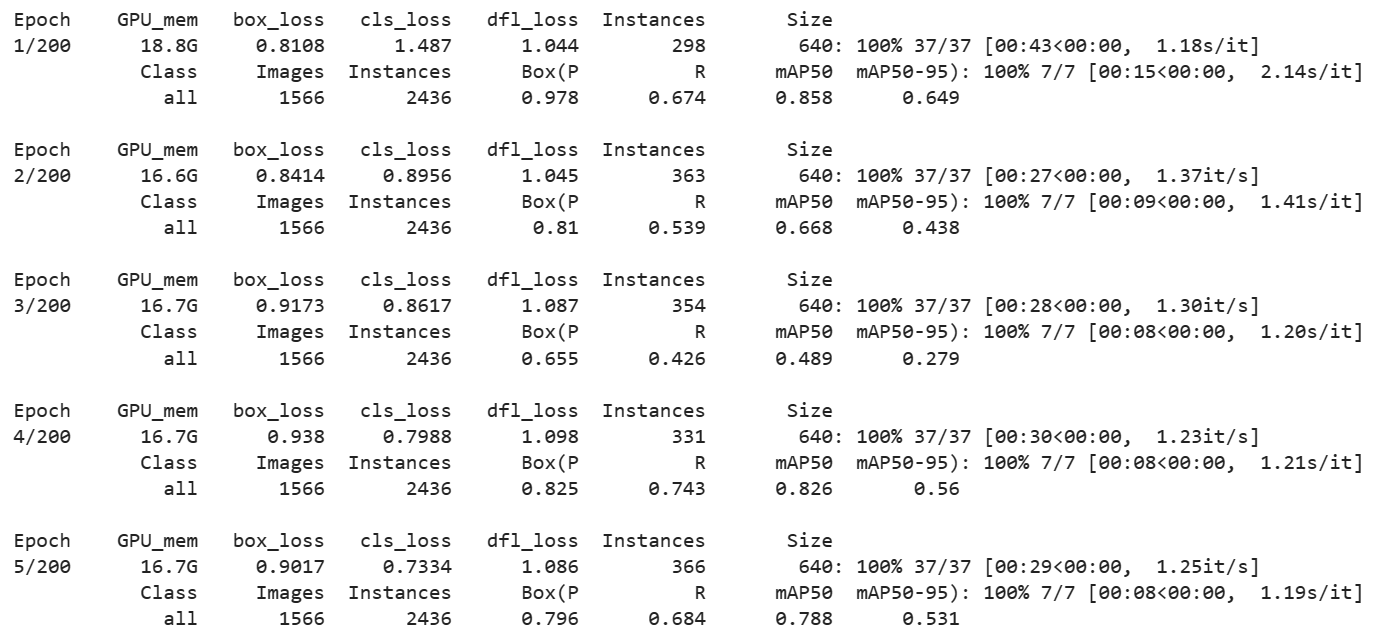 Epoch GPU_mem box_loss cls_loss dfl_loss Instances Size
1/200 18.8G 0.8108 1.487 1.044 298 640: 100% 37/37 [00:43<00:00, 1.18s/it]
Class Images Instances Box(P R mAP50 mAP50-95): 100% 7/7 [00:15<00:00, 2.14s/it]
all 1566 2436 0.978 0.674 0.858 0.649
Epoch GPU_mem box_loss cls_loss dfl_loss Instances Size
2/200 16.6G 0.8414 0.8956 1.045 363 640: 100% 37/37 [00:27<00:00, 1.37it/s]
Class Images Instances Box(P R mAP50 mAP50-95): 100% 7/7 [00:09<00:00, 1.41s/it]
all 1566 2436 0.81 0.539 0.668 0.438
Epoch GPU_mem box_loss cls_loss dfl_loss Instances Size
3/200 16.7G 0.9173 0.8617 1.087 354 640: 100% 37/37 [00:28<00:00, 1.30it/s]
Class Images Instances Box(P R mAP50 mAP50-95): 100% 7/7 [00:08<00:00, 1.20s/it]
all 1566 2436 0.655 0.426 0.489 0.279
Epoch GPU_mem box_loss cls_loss dfl_loss Instances Size
4/200 16.7G 0.938 0.7988 1.098 331 640: 100% 37/37 [00:30<00:00, 1.23it/s]
Class Images Instances Box(P R mAP50 mAP50-95): 100% 7/7 [00:08<00:00, 1.21s/it]
all 1566 2436 0.825 0.743 0.826 0.56
Epoch GPU_mem box_loss cls_loss dfl_loss Instances Size
5/200 16.7G 0.9017 0.7334 1.086 366 640: 100% 37/37 [00:29<00:00, 1.25it/s]
Class Images Instances Box(P R mAP50 mAP50-95): 100% 7/7 [00:08<00:00, 1.19s/it]
all 1566 2436 0.796 0.684 0.788 0.531